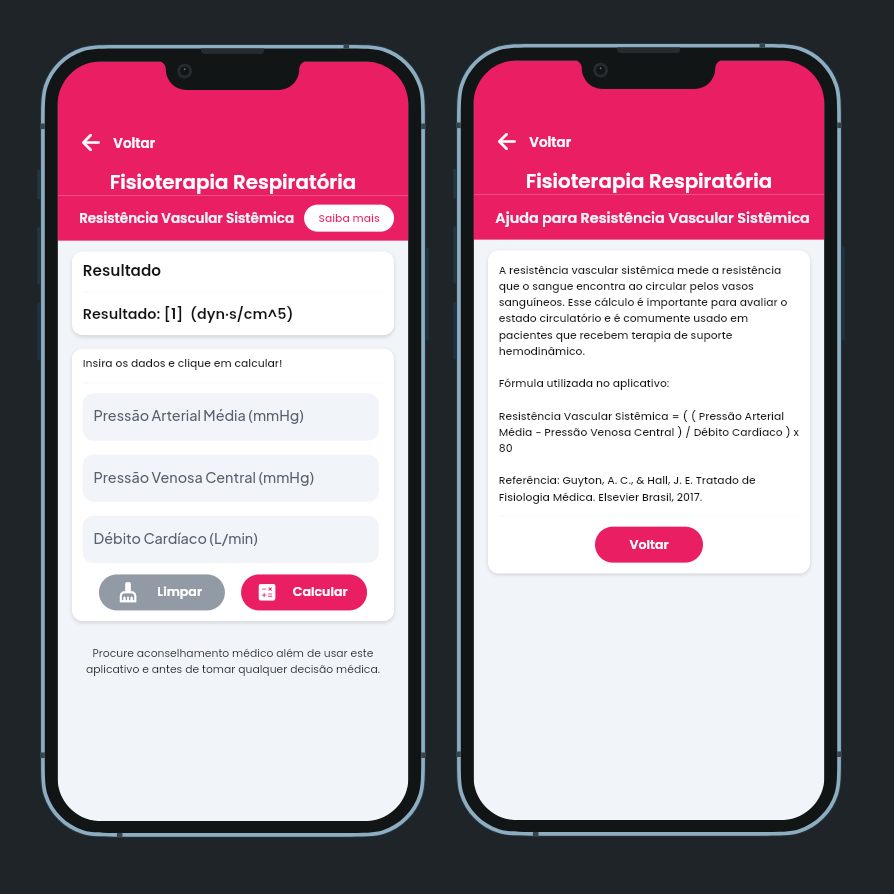 Voltar
Fisioterapia Respiratória
Resistência Vascular Sistêmica
Saiba mais
Resultado
Resultado: [1]  (dyn·s/cm^5)
Insira os dados e clique em calcular!
Pressão Arterial Média (mmHg)
Pressão Venosa Central (mmHg)
Débito Cardíaco (L/min)
Limpar
Calcular
Procure aconselhamento médico além de usar este
aplicativo e antes de tomar qualquer decisão médica.
Voltar
Fisioterapia Respiratória
Ajuda para Resistência Vascular Sistêmica
A resistência vascular sistêmica mede a resistência
que o sangue encontra ao circular pelos vasos
sanguíneos. Esse cálculo é importante para avaliar o
estado circulatório e é comumente usado em
pacientes que recebem terapia de suporte
hemodinâmico.
Fórmula utilizada no aplicativo:
Resistência Vascular Sistêmica = ( ( Pressão Arterial
Média - Pressão Venosa Central ) / Débito Cardíaco ) x
80
Referência: Guyton, A. C., & Hall, J. E. Tratado de
Fisiologia Médica. Elsevier Brasil, 2017.
Voltar